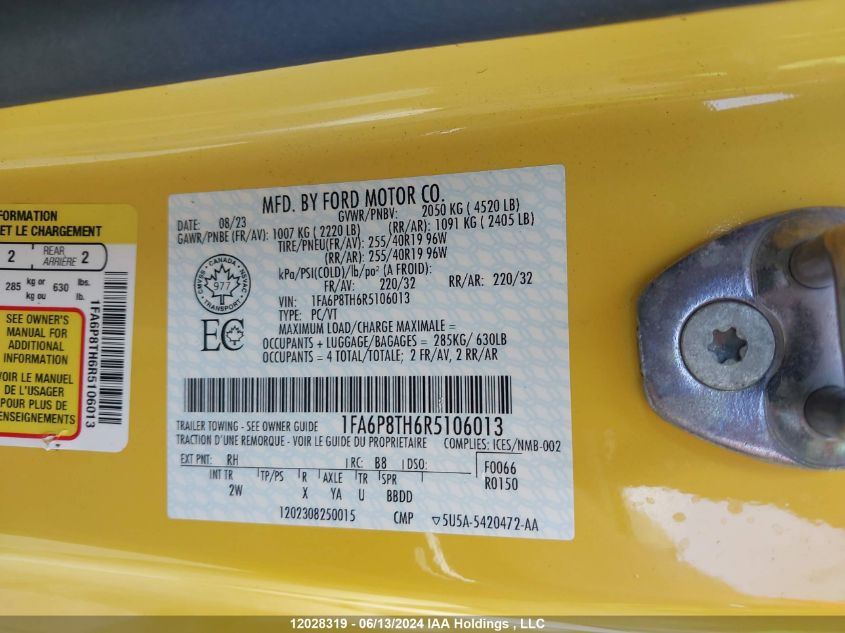 FORMATION
ET LE CHARGEMENT
2 REAR ARRIÈRE 2
285 kg or kg ou 630 lbs. lb.
SEE OWNER'S
MANUAL FOR
ADDITIONAL
INFORMATION
VOIR LE MANUEL
DE L'USAGER
POUR PLUS DE
RENSEIGNEMENTS
1FA6P8TH6R5106013
MFD. BY FORD MOTOR CO.
DATE: 08/23 GVWR/PNBV: 2050 KG ( 4520 LB)
GAWR/PNBE (FR/AV): 1007 KG ( 2220 LB) (RR/AR): 1091 KG ( 2405 LB)
TIRE/PNEU(FR/AV): 255/40R19 96W
(RR/AR): 255/40R19 96W
kPa/PSI(COLD)/lb/po² (A FROID):
FR/AV: 220/32 RR/AR: 220/32
VIN: 1FA6P8TH6R5106013
TYPE: PC/VT
MAXIMUM LOAD/CHARGE MAXIMALE =
OCCUPANTS + LUGGAGE/BAGAGES = 285KG/ 630LB
OCCUPANTS = 4 TOTAL/TOTALE; 2 FR/AV, 2 RR/AR
CANADA
CMVSS NSVAC
977
TRANSPORT
EC
TRAILER TOWING - SEE OWNER GUIDE 1FA6P8TH6R5106013
TRACTION D'UNE REMORQUE - VOIR LE GUIDE DU PROPRIETAIRE COMPLIES: ICES/NMB-002
EXT PNT: RH RC: B8 DSO: F0066
INT TR TP/PS R AXLE TR SPR R0150
2W X YA U BBDD
1202308250015 CMP ▽5U5A-5420472-AA
12028319 - 06/13/2024 IAA Holdings , LLC